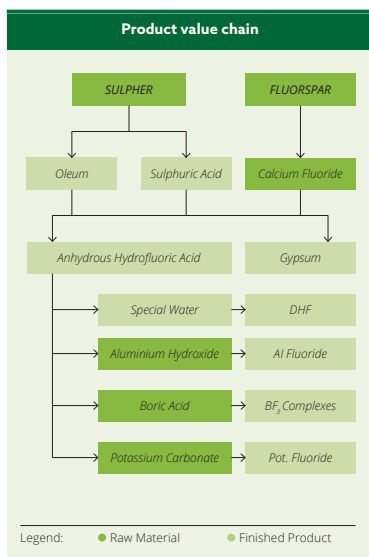 Product value chain
SULPHER
FLUORSPAR
Oleum
Sulphuric Acid
Calcium Fluoride
Anhydrous Hydrofluoric Acid
Gypsum
Special Water
DHF
Aluminium Hydroxide
Al Fluoride
Boric Acid
BF₃ Complexes
Potassium Carbonate
Pot. Fluoride
Legend: Raw Material Finished Product